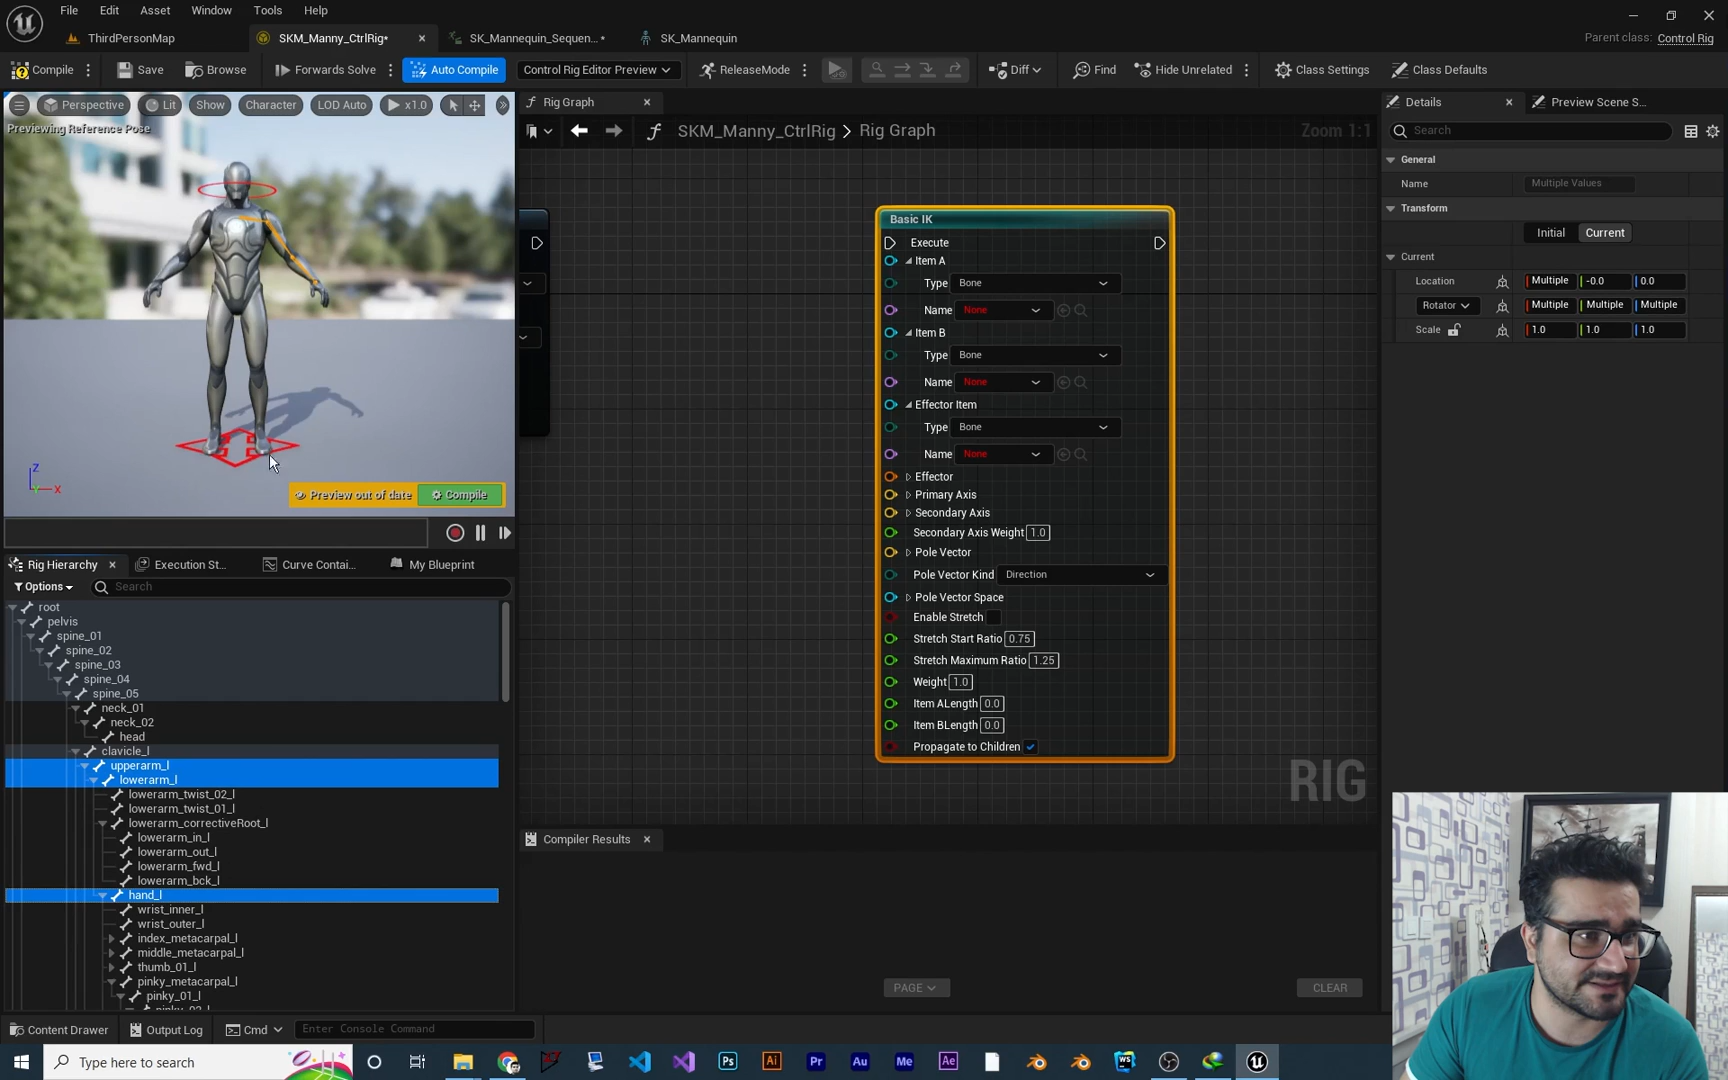 File Edit Asset Window Tools Help
ThirdPersonMap
SKM_Manny_CtrlRig*
SK_Mannequin_Sequen...*
SK_Mannequin
Parent class: Control Rig
Compile
Save
Browse
Forwards Solve
Auto Compile
Control Rig Editor Preview
ReleaseMode
Diff
Find
Hide Unrelated
Class Settings
Class Defaults
Perspective
Lit
Show
Character
LOD Auto
x1.0
Previewing Reference Pose
Z
X
Preview out of date
Compile
Rig Graph
SKM_Manny_CtrlRig > Rig Graph
Zoom 1:1
Basic IK
Execute
Item A
Type Bone
Name None
Item B
Type Bone
Name None
Effector Item
Type Bone
Name None
Effector
Primary Axis
Secondary Axis
Secondary Axis Weight 1.0
Pole Vector
Pole Vector Kind Direction
Pole Vector Space
Enable Stretch
Stretch Start Ratio 0.75
Stretch Maximum Ratio 1.25
Weight 1.0
Item ALength 0.0
Item BLength 0.0
Propagate to Children
RIG
Compiler Results
PAGE
CLEAR
Details
Preview Scene S...
Search
General
Name Multiple Values
Transform
Initial Current
Current
Location Multiple -0.0 0.0
Rotator Multiple Multiple Multiple
Scale 1.0 1.0 1.0
Rig Hierarchy
Execution St...
Curve Contai...
My Blueprint
Options
Search
root
pelvis
spine_01
spine_02
spine_03
spine_04
spine_05
neck_01
neck_02
head
clavicle_l
upperarm_l
lowerarm_l
lowerarm_twist_02_l
lowerarm_twist_01_l
lowerarm_correctiveRoot_l
lowerarm_in_l
lowerarm_out_l
lowerarm_fwd_l
lowerarm_bck_l
hand_l
wrist_inner_l
wrist_outer_l
index_metacarpal_l
middle_metacarpal_l
thumb_01_l
pinky_metacarpal_l
pinky_01_l
Content Drawer
Output Log
Cmd
Enter Console Command
Type here to search
Ps
Ai
Pr
Au
Me
Ae
WS